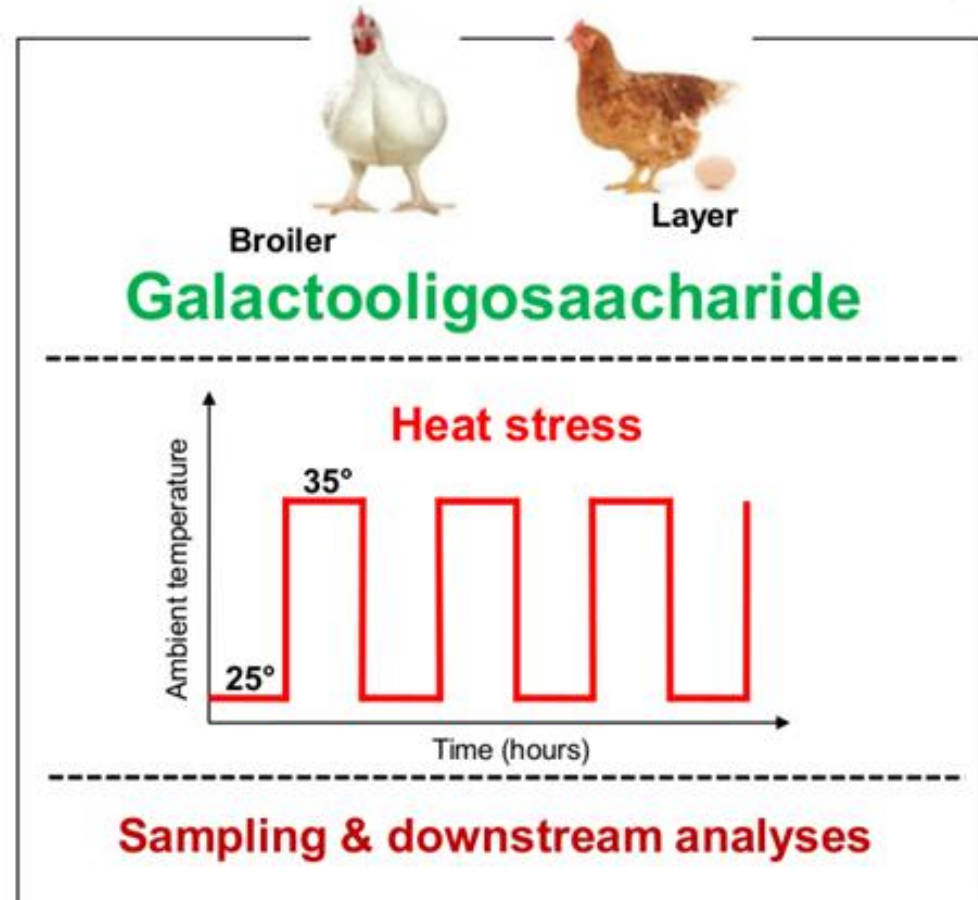 Broiler
Layer
Galactooligosaacharide
Heat stress
35°
25°
Ambient temperature
Time (hours)
Sampling & downstream analyses